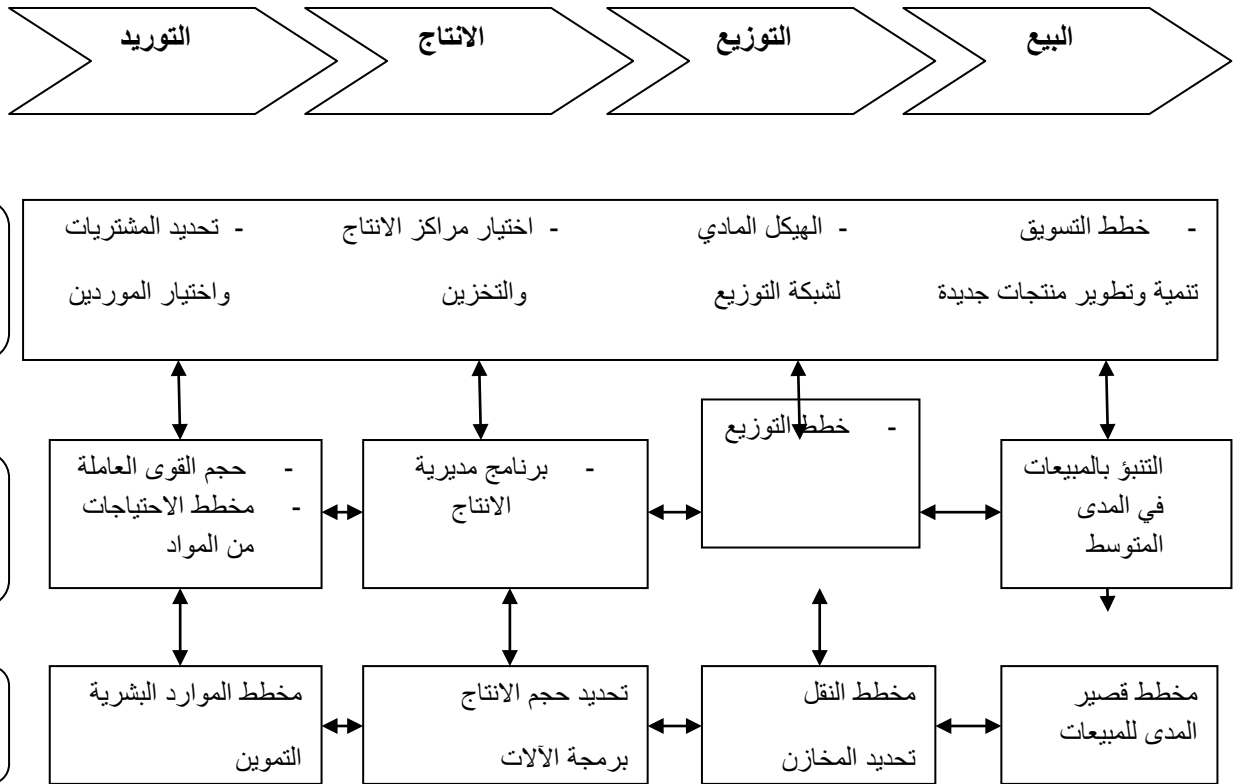 التوريد
الانتاج
التوزيع
البيع
- تحديد المشتريات
واختيار الموردين
- اختيار مراكز الانتاج
والتخزين
- الهيكل المادي
لشبكة التوزيع
- خطط التسويق
تنمية وتطوير منتجات جديدة
- حجم القوى العاملة
- مخطط الاحتياجات
من المواد
- برنامج مديرية
الانتاج
- خطط التوزيع
التنبؤ بالمبيعات
في المدى
المتوسط
مخطط الموارد البشرية
التموين
تحديد حجم الانتاج
برمجة الآلات
مخطط النقل
تحديد المخازن
مخطط قصير
المدى للمبيعات